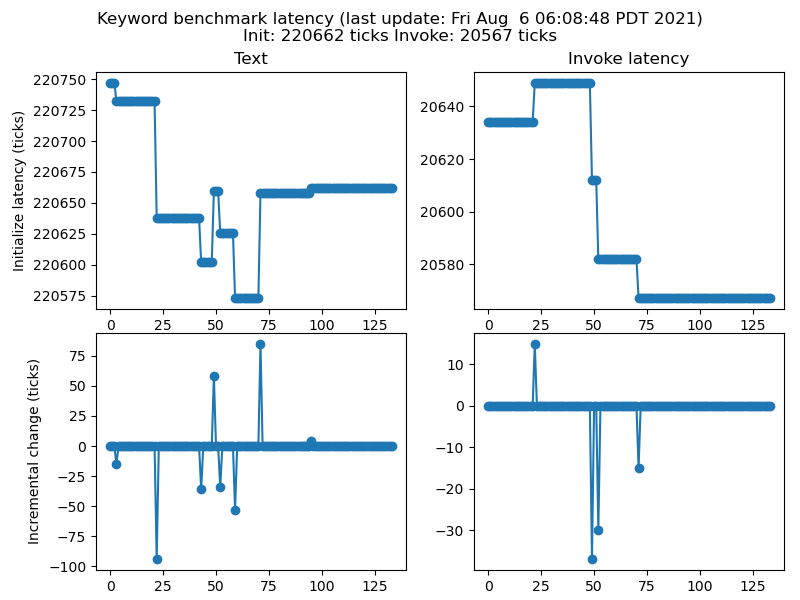 Keyword benchmark latency (last update: Fri Aug  6 06:08:48 PDT 2021)
Init: 220662 ticks Invoke: 20567 ticks
Text
Initialize latency (ticks)
220750
220725
220700
220675
220650
220625
220600
220575
0 25 50 75 100 125
Invoke latency
20640
20620
20600
20580
0 25 50 75 100 125
Incremental change (ticks)
75
50
25
0
−25
−50
−75
−100
0 25 50 75 100 125
10
0
−10
−20
−30
0 25 50 75 100 125